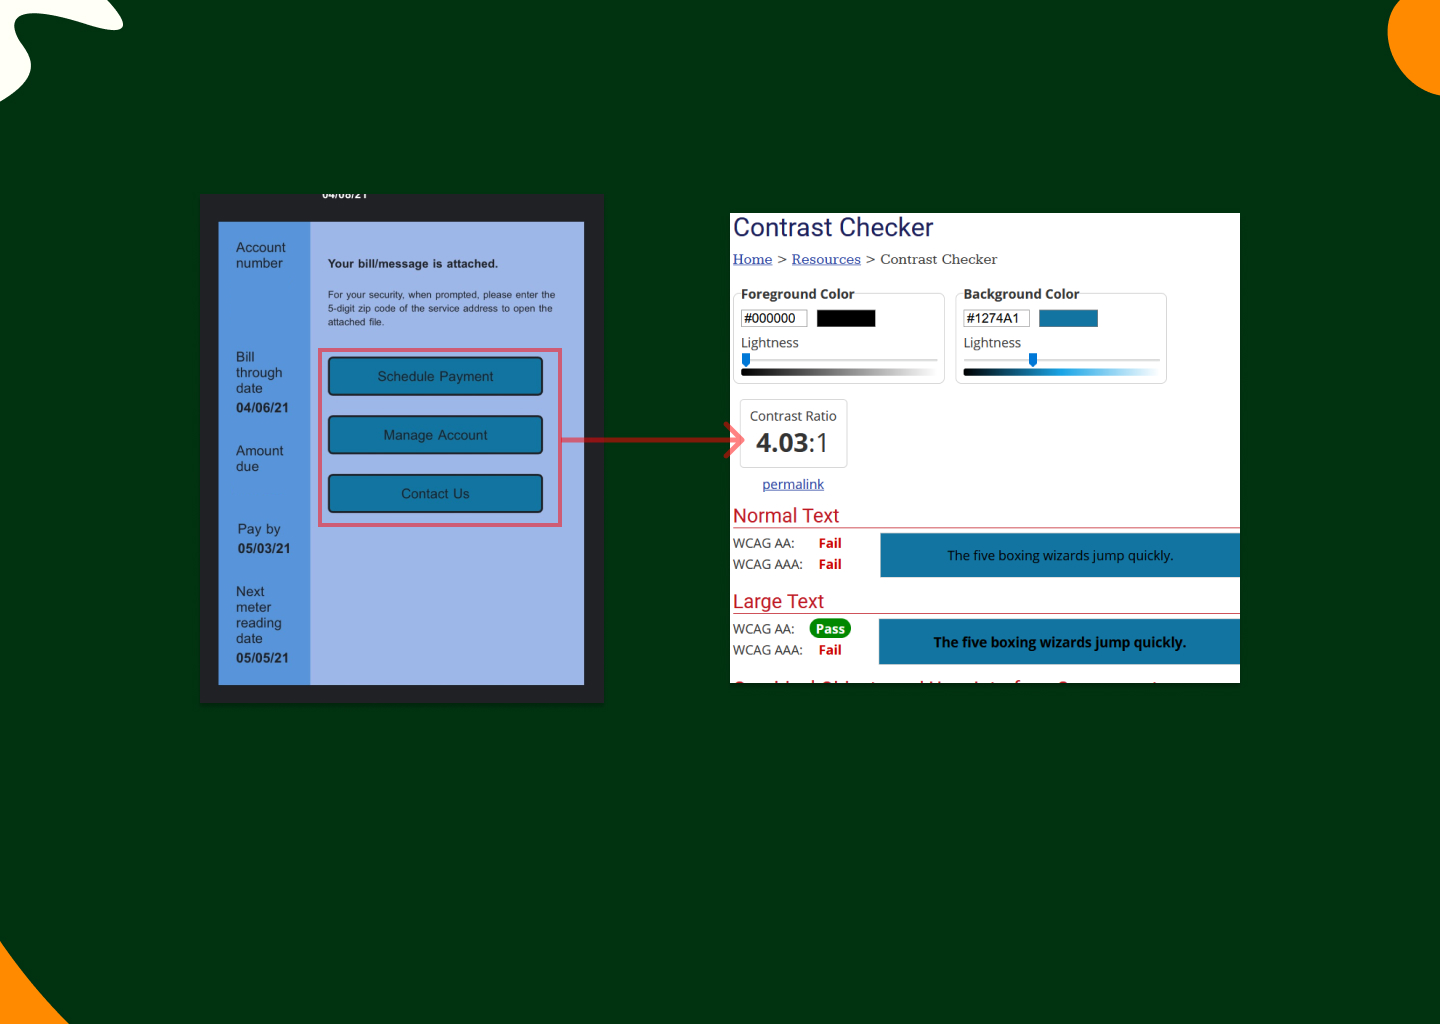 04/08/21
Account
number
Bill
through
date
04/06/21
Amount
due
Pay by
05/03/21
Next
meter
reading
date
05/05/21
Your bill/message is attached.
For your security, when prompted, please enter the
5-digit zip code of the service address to open the
attached file.
Schedule Payment
Manage Account
Contact Us
Contrast Checker
Home > Resources > Contrast Checker
Foreground Color
#000000
Lightness
Background Color
#1274A1
Lightness
Contrast Ratio
4.03:1
permalink
Normal Text
WCAG AA: Fail
WCAG AAA: Fail
The five boxing wizards jump quickly.
Large Text
WCAG AA: Pass
WCAG AAA: Fail
The five boxing wizards jump quickly.